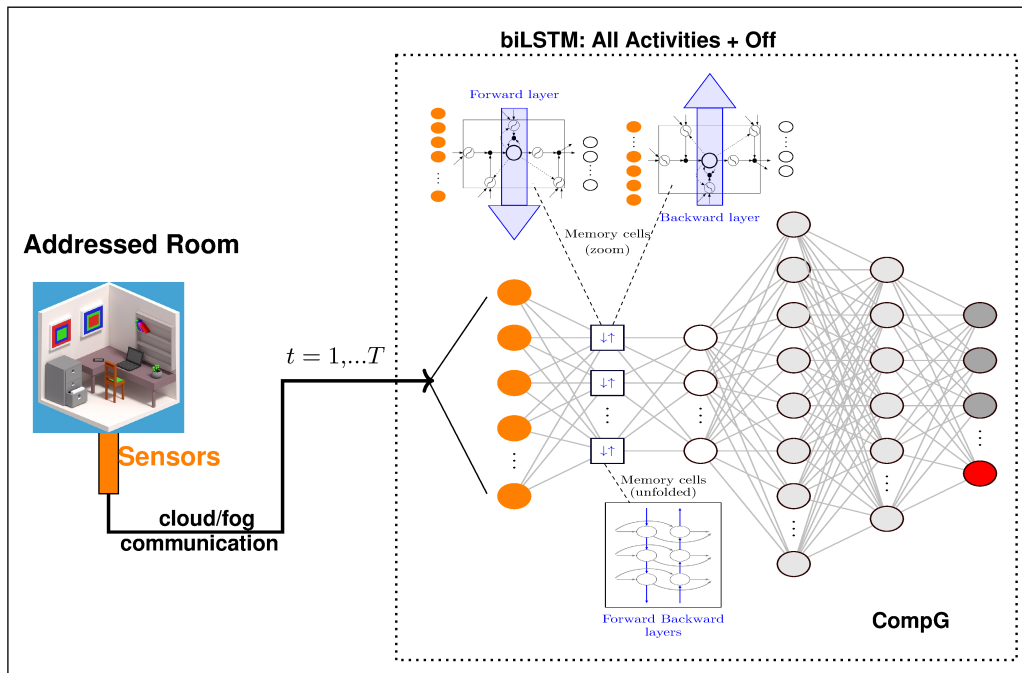 biLSTM: All Activities + Off
Forward layer
Backward layer
Memory cells
(zoom)
Addressed Room
t = 1,...T
Sensors
cloud/fog
communication
↓↑
↓↑
↓↑
Memory cells
(unfolded)
Forward Backward
layers
CompG